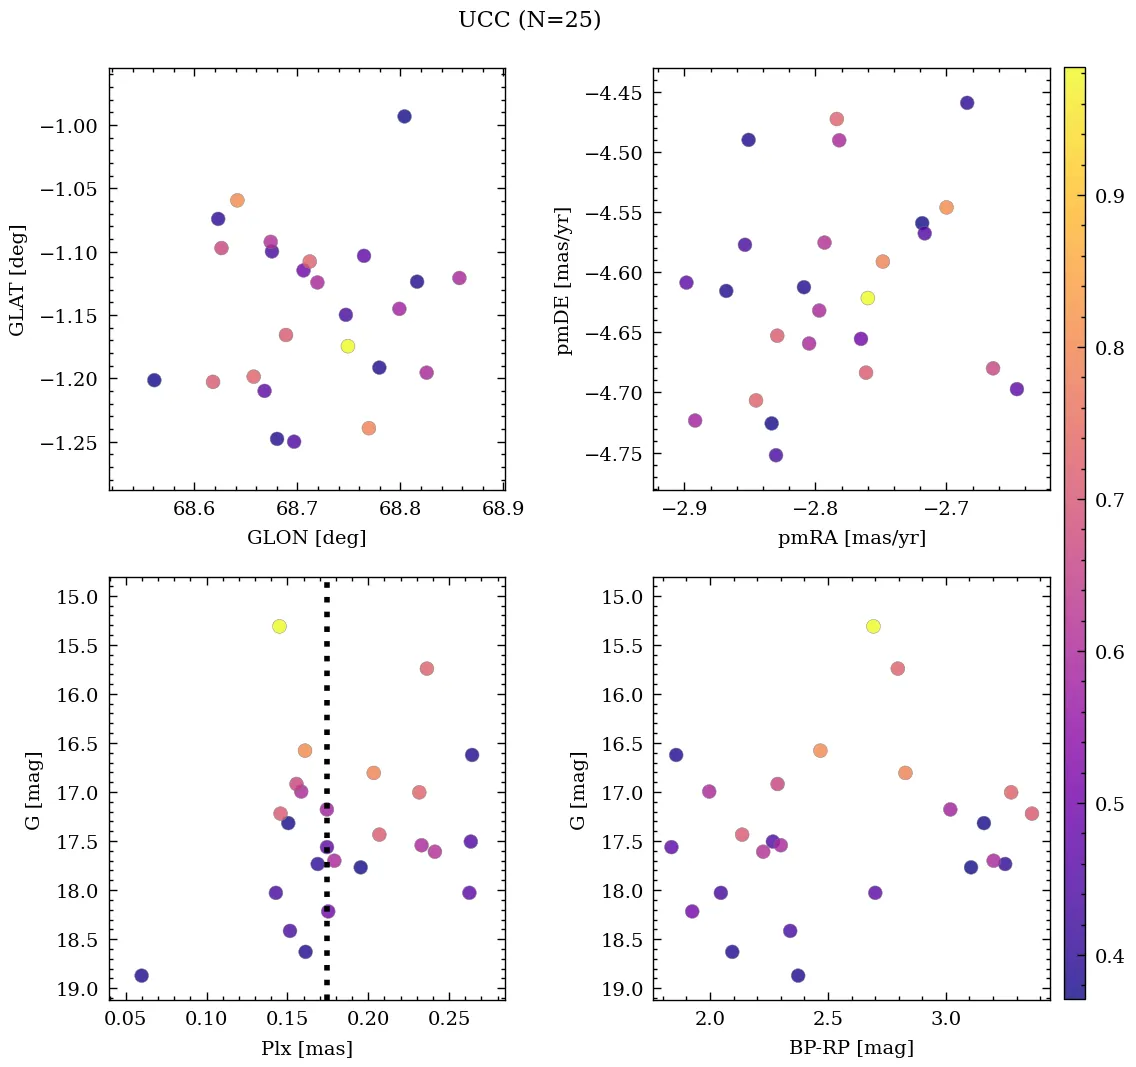 UCC (N=25)
−1.00
−1.05
−1.10
−1.15
−1.20
−1.25
GLAT [deg]
68.6 68.7 68.8 68.9
GLON [deg]
−4.45
−4.50
−4.55
−4.60
−4.65
−4.70
−4.75
pmDE [mas/yr]
−2.9 −2.8 −2.7
pmRA [mas/yr]
15.0
15.5
16.0
16.5
17.0
17.5
18.0
18.5
19.0
G [mag]
0.05 0.10 0.15 0.20 0.25
Plx [mas]
15.0
15.5
16.0
16.5
17.0
17.5
18.0
18.5
19.0
G [mag]
2.0 2.5 3.0
BP-RP [mag]
0.9
0.8
0.7
0.6
0.5
0.4